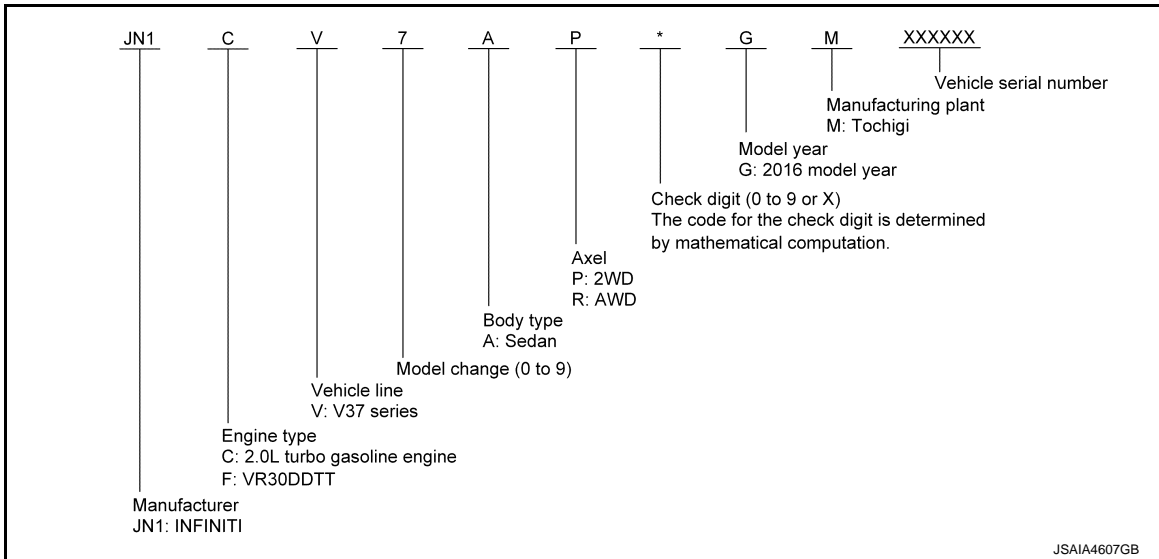 JN1 C V 7 A P * G M XXXXXX
Vehicle serial number
Manufacturing plant
M: Tochigi
Model year
G: 2016 model year
Check digit (0 to 9 or X)
The code for the check digit is determined
by mathematical computation.
Axel
P: 2WD
R: AWD
Body type
A: Sedan
Model change (0 to 9)
Vehicle line
V: V37 series
Engine type
C: 2.0L turbo gasoline engine
F: VR30DDTT
Manufacturer
JN1: INFINITI
JSAIA4607GB